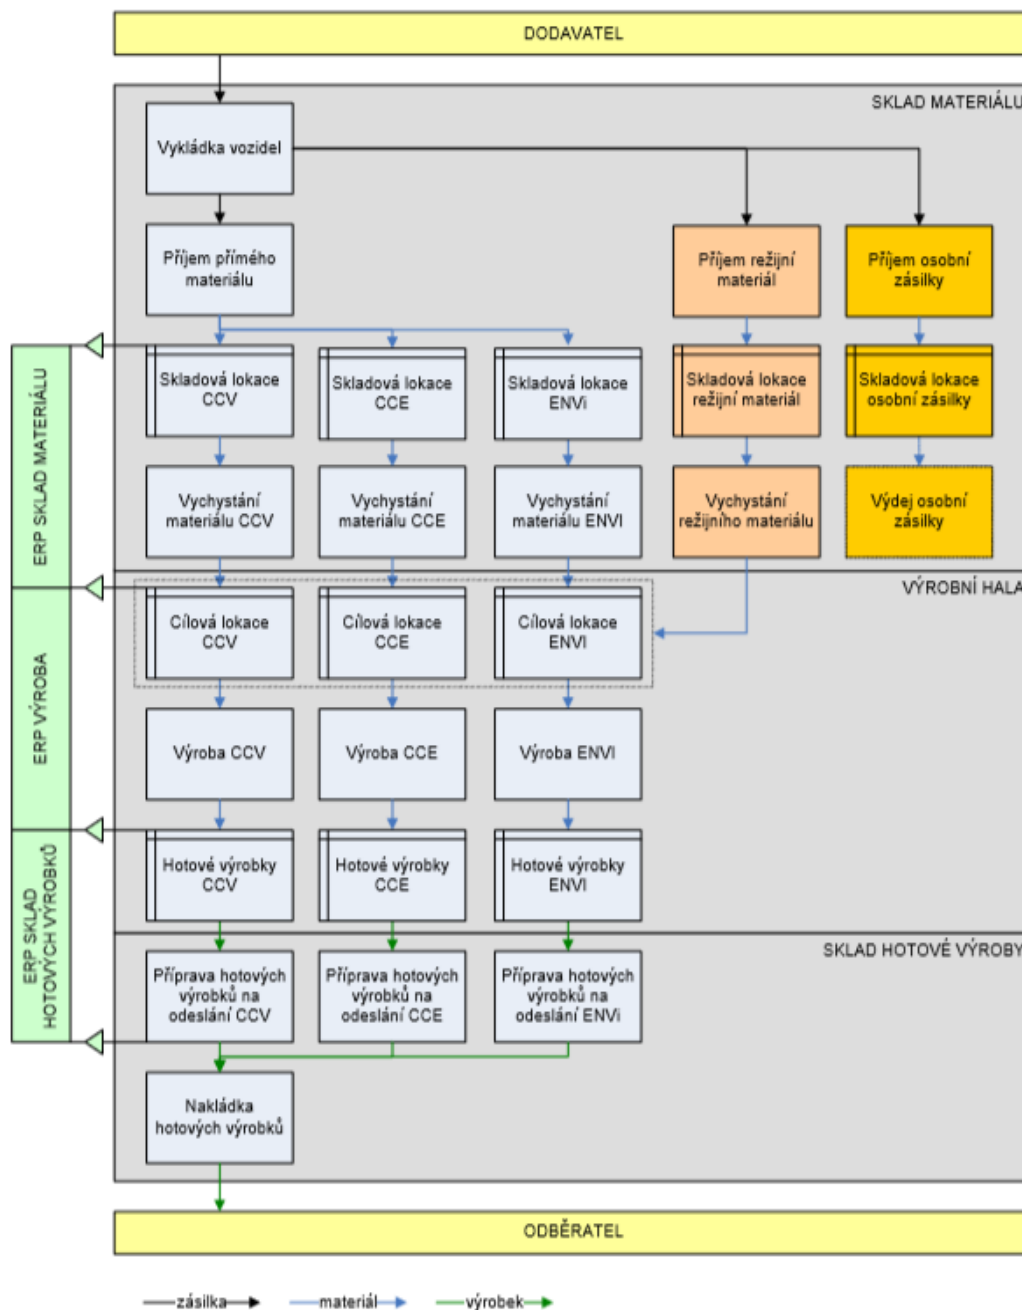 DODAVATEL
SKLAD MATERIÁLU
Vykládka vozidel
Příjem přímého
materiálu
Příjem režijní
materiál
Příjem osobní
zásilky
Skladová lokace
CCV
Skladová lokace
CCE
Skladová lokace
ENVi
Skladová lokace
režijní materiál
Skladová lokace
osobní zásilky
ERP SKLAD MATERIÁLU
Vychystání
materiálu CCV
Vychystání
materiálu CCE
Vychystání
materiálu ENVI
Vychystání
režijního materiálu
Výdej osobní
zásilky
VÝROBNÍ HALA
Cílová lokace
CCV
Cílová lokace
CCE
Cílová lokace
ENVI
ERP VÝROBA
Výroba CCV
Výroba CCE
Výroba ENVI
Hotové výrobky
CCV
Hotové výrobky
CCE
Hotové výrobky
ENVI
ERP SKLAD
HOTOVÝCH VÝROBKŮ
SKLAD HOTOVÉ VÝROBY
Příprava hotových
výrobků na
odeslání CCV
Příprava hotových
výrobků na
odeslání CCE
Příprava hotových
výrobků na
odeslání ENVi
Nakládka
hotových výrobků
ODBĚRATEL
zásilka
materiál
výrobek